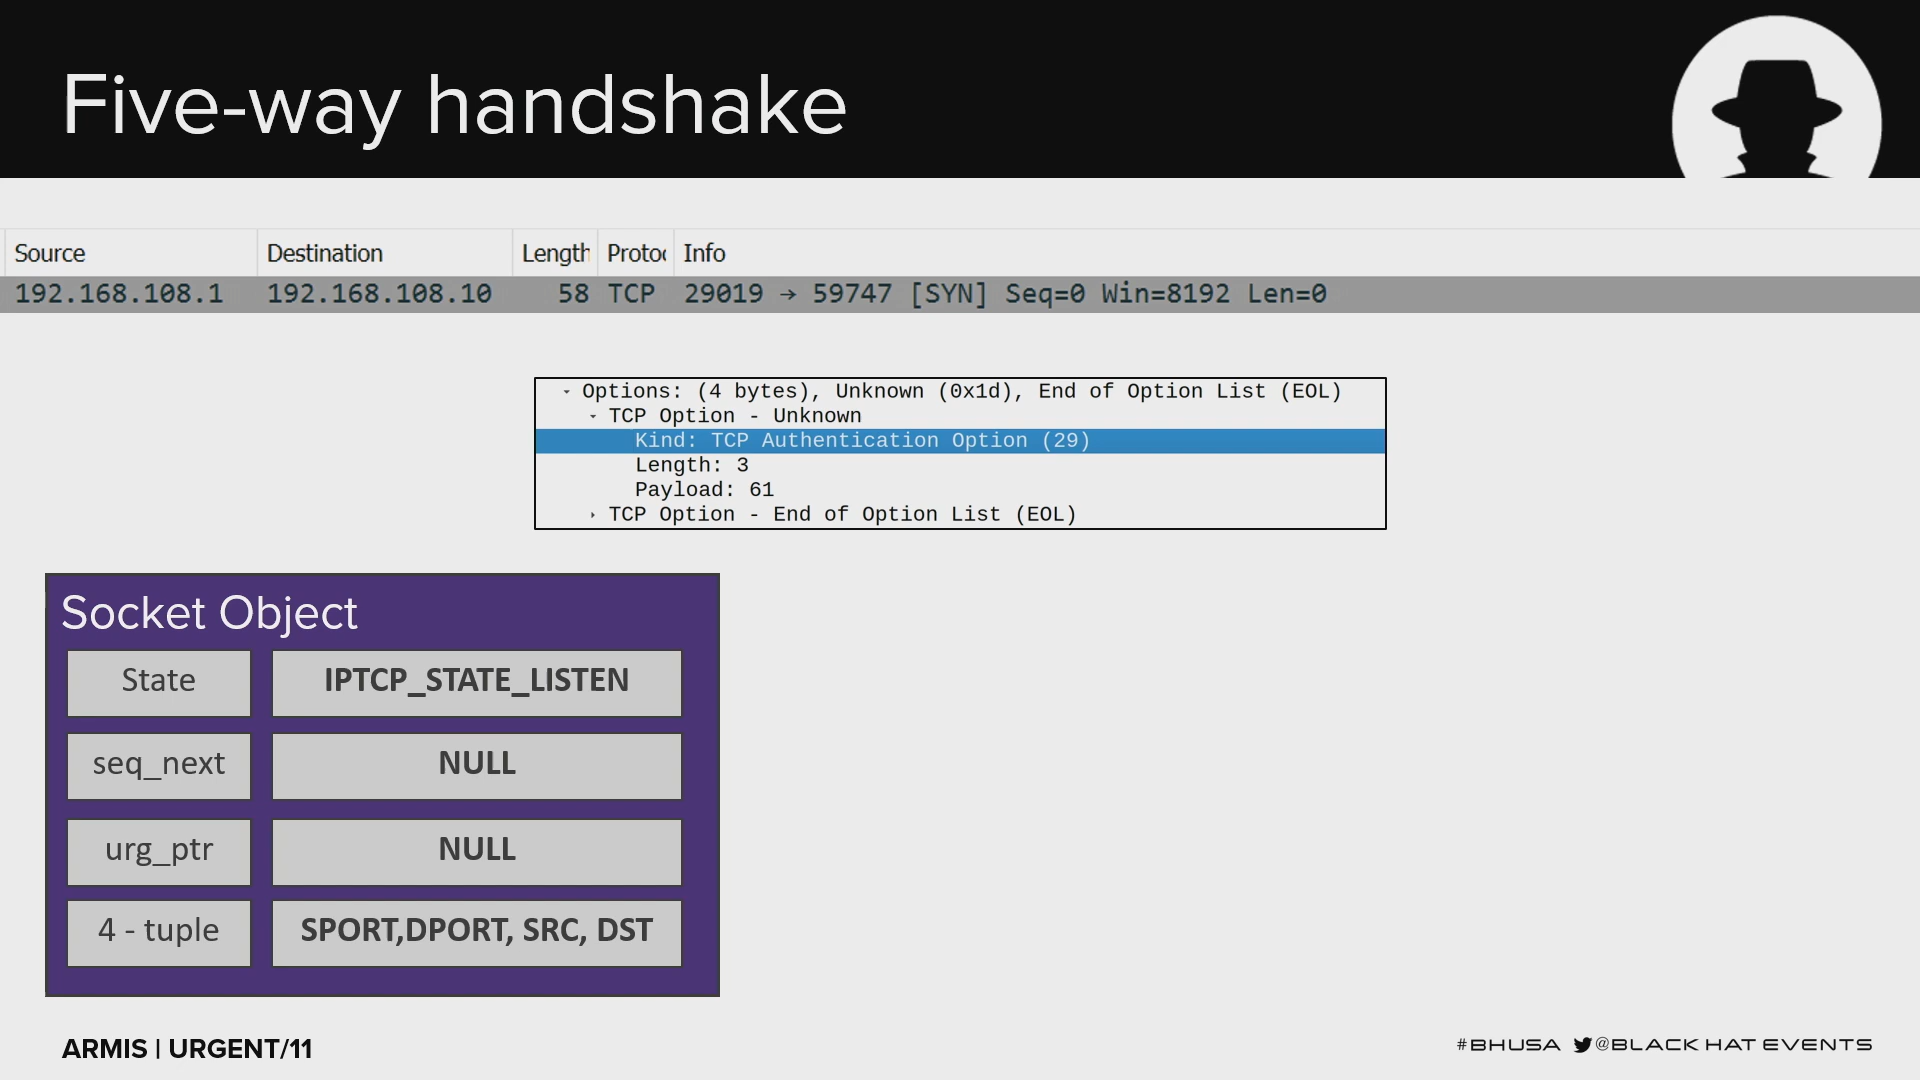 Five-way handshake
Source Destination Length Protoc Info
192.168.108.1 192.168.108.10 58 TCP 29019 → 59747 [SYN] Seq=0 Win=8192 Len=0
Options: (4 bytes), Unknown (0x1d), End of Option List (EOL)
TCP Option - Unknown
Kind: TCP Authentication Option (29)
Length: 3
Payload: 61
TCP Option - End of Option List (EOL)
Socket Object
State IPTCP_STATE_LISTEN
seq_next NULL
urg_ptr NULL
4 - tuple SPORT,DPORT, SRC, DST
ARMIS | URGENT/11
#BHUSA @BLACK HAT EVENTS